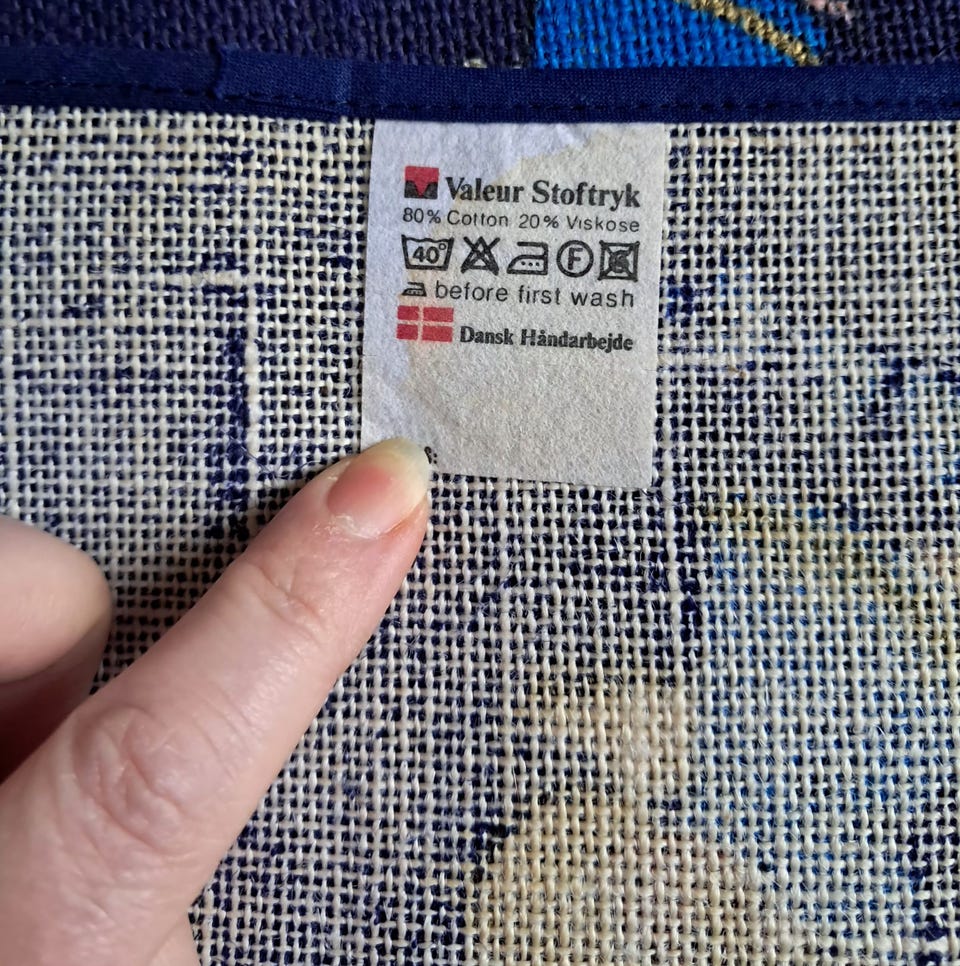 Valeur Stoftryk
80% Cotton 20% Viskose
40° F
before first wash
Dansk Håndarbejde